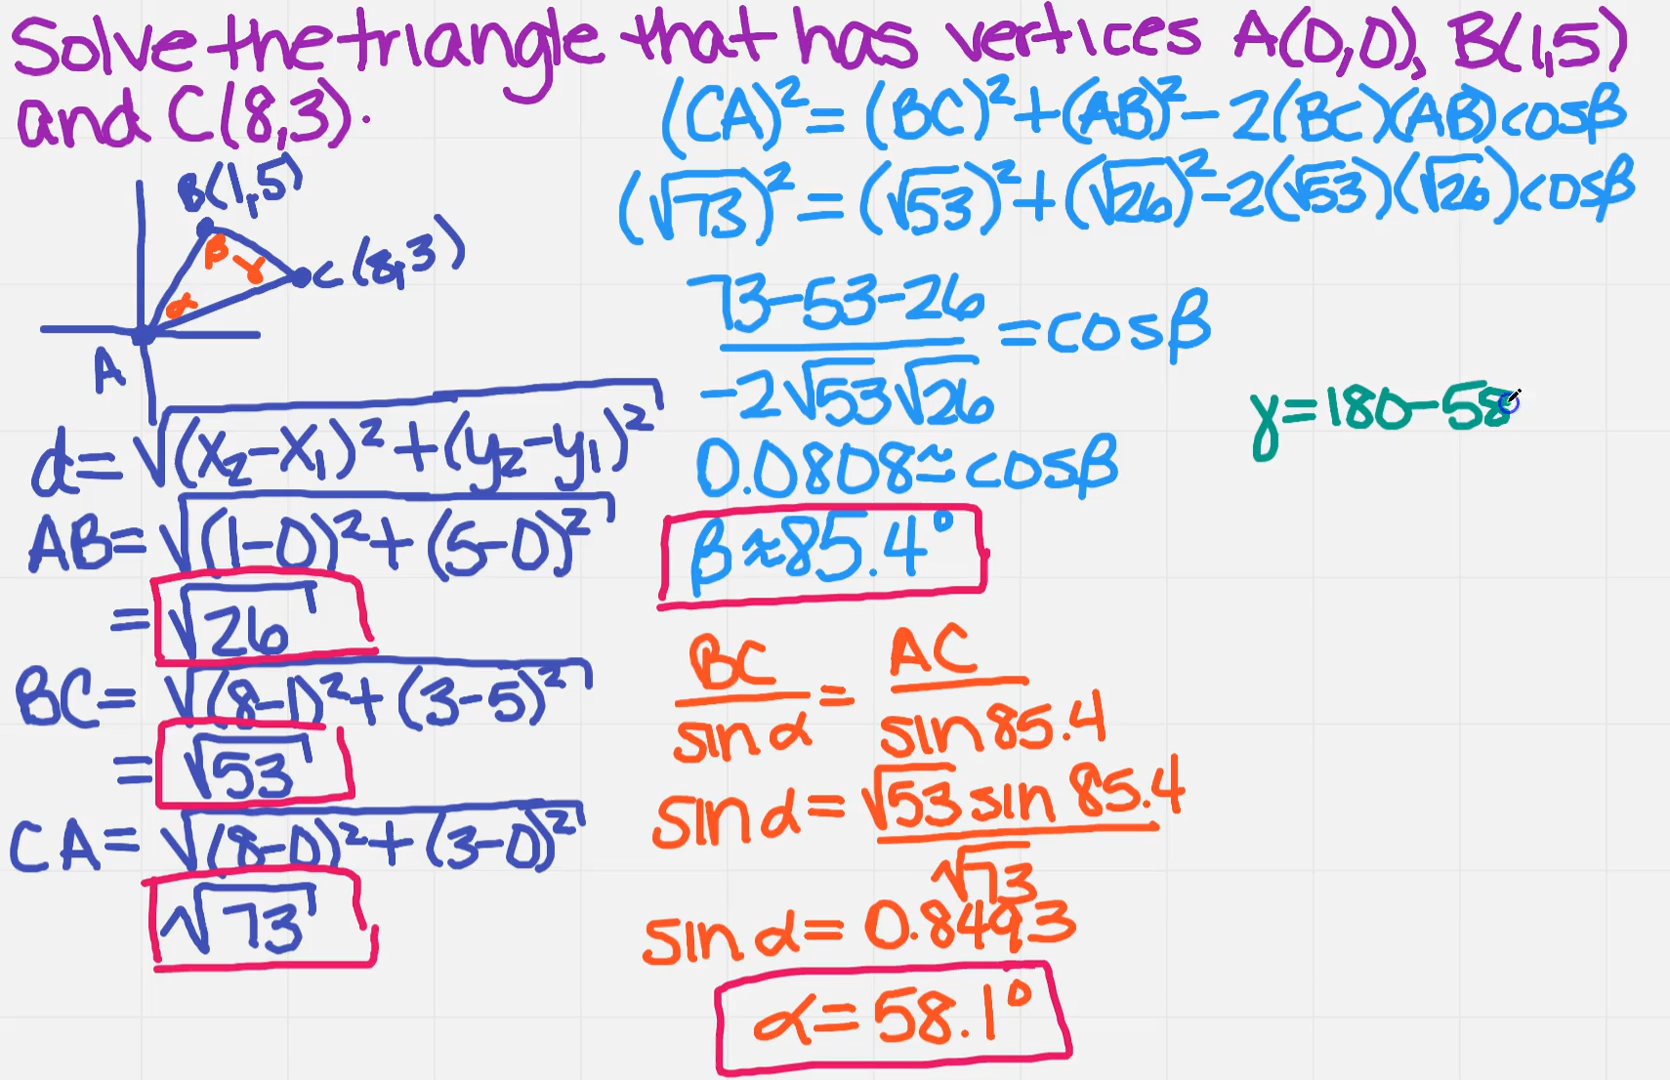 Solve the triangle that has vertices A(0,0), B(1,5)
and C(8,3).
B(1,5)
C(8,3)
β
γ
α
A
d=√(x₂-x₁)²+(y₂-y₁)²
AB=√(1-0)²+(5-0)²
=√26
BC=√(8-1)²+(3-5)²
=√53
CA=√(8-0)²+(3-0)²
√73
(CA)²=(BC)²+(AB)²-2(BC)(AB)cosβ
(√73)²=(√53)²+(√26)²-2(√53)(√26)cosβ
73-53-26
-2√53√26
=cosβ
0.0808≈cosβ
β≈85.4°
BC
sinα
=
AC
sin85.4
sinα=√53 sin 85.4
√73
sinα=0.8493
α=58.1°
γ=180-58